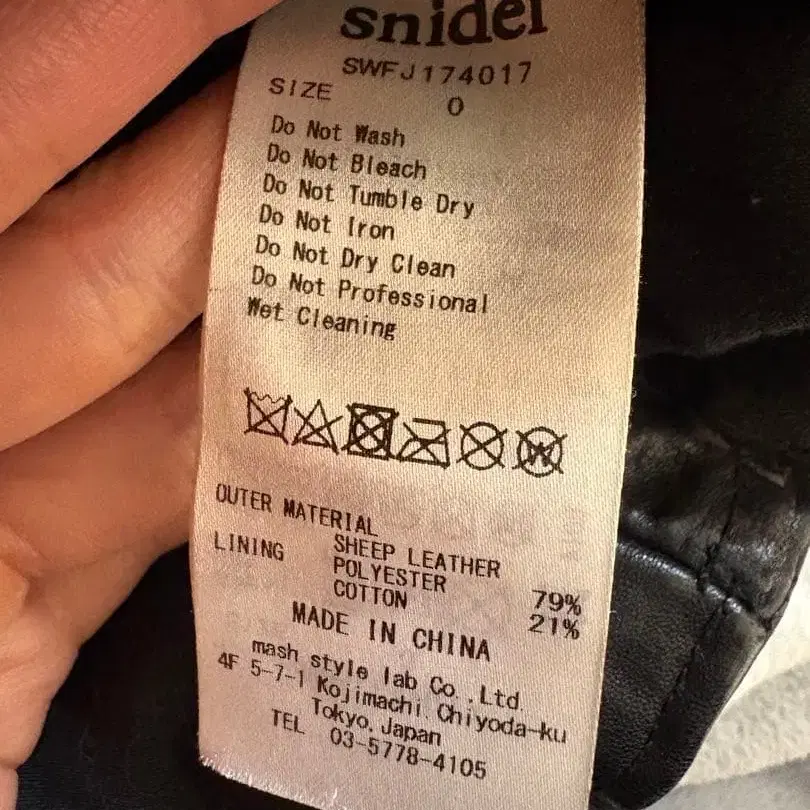 snidel
SWFJ174017
SIZE 0
Do Not Wash
Do Not Bleach
Do Not Tumble Dry
Do Not Iron
Do Not Dry Clean
Do Not Professional
Wet Cleaning
W
OUTER MATERIAL
SHEEP LEATHER
LINING POLYESTER 79%
COTTON 21%
MADE IN CHINA
mash style lab Co.,Ltd.
4F 5-7-1 Kojimachi.Chiyoda-ku
Tokyo,Japan
TEL 03-5778-4105